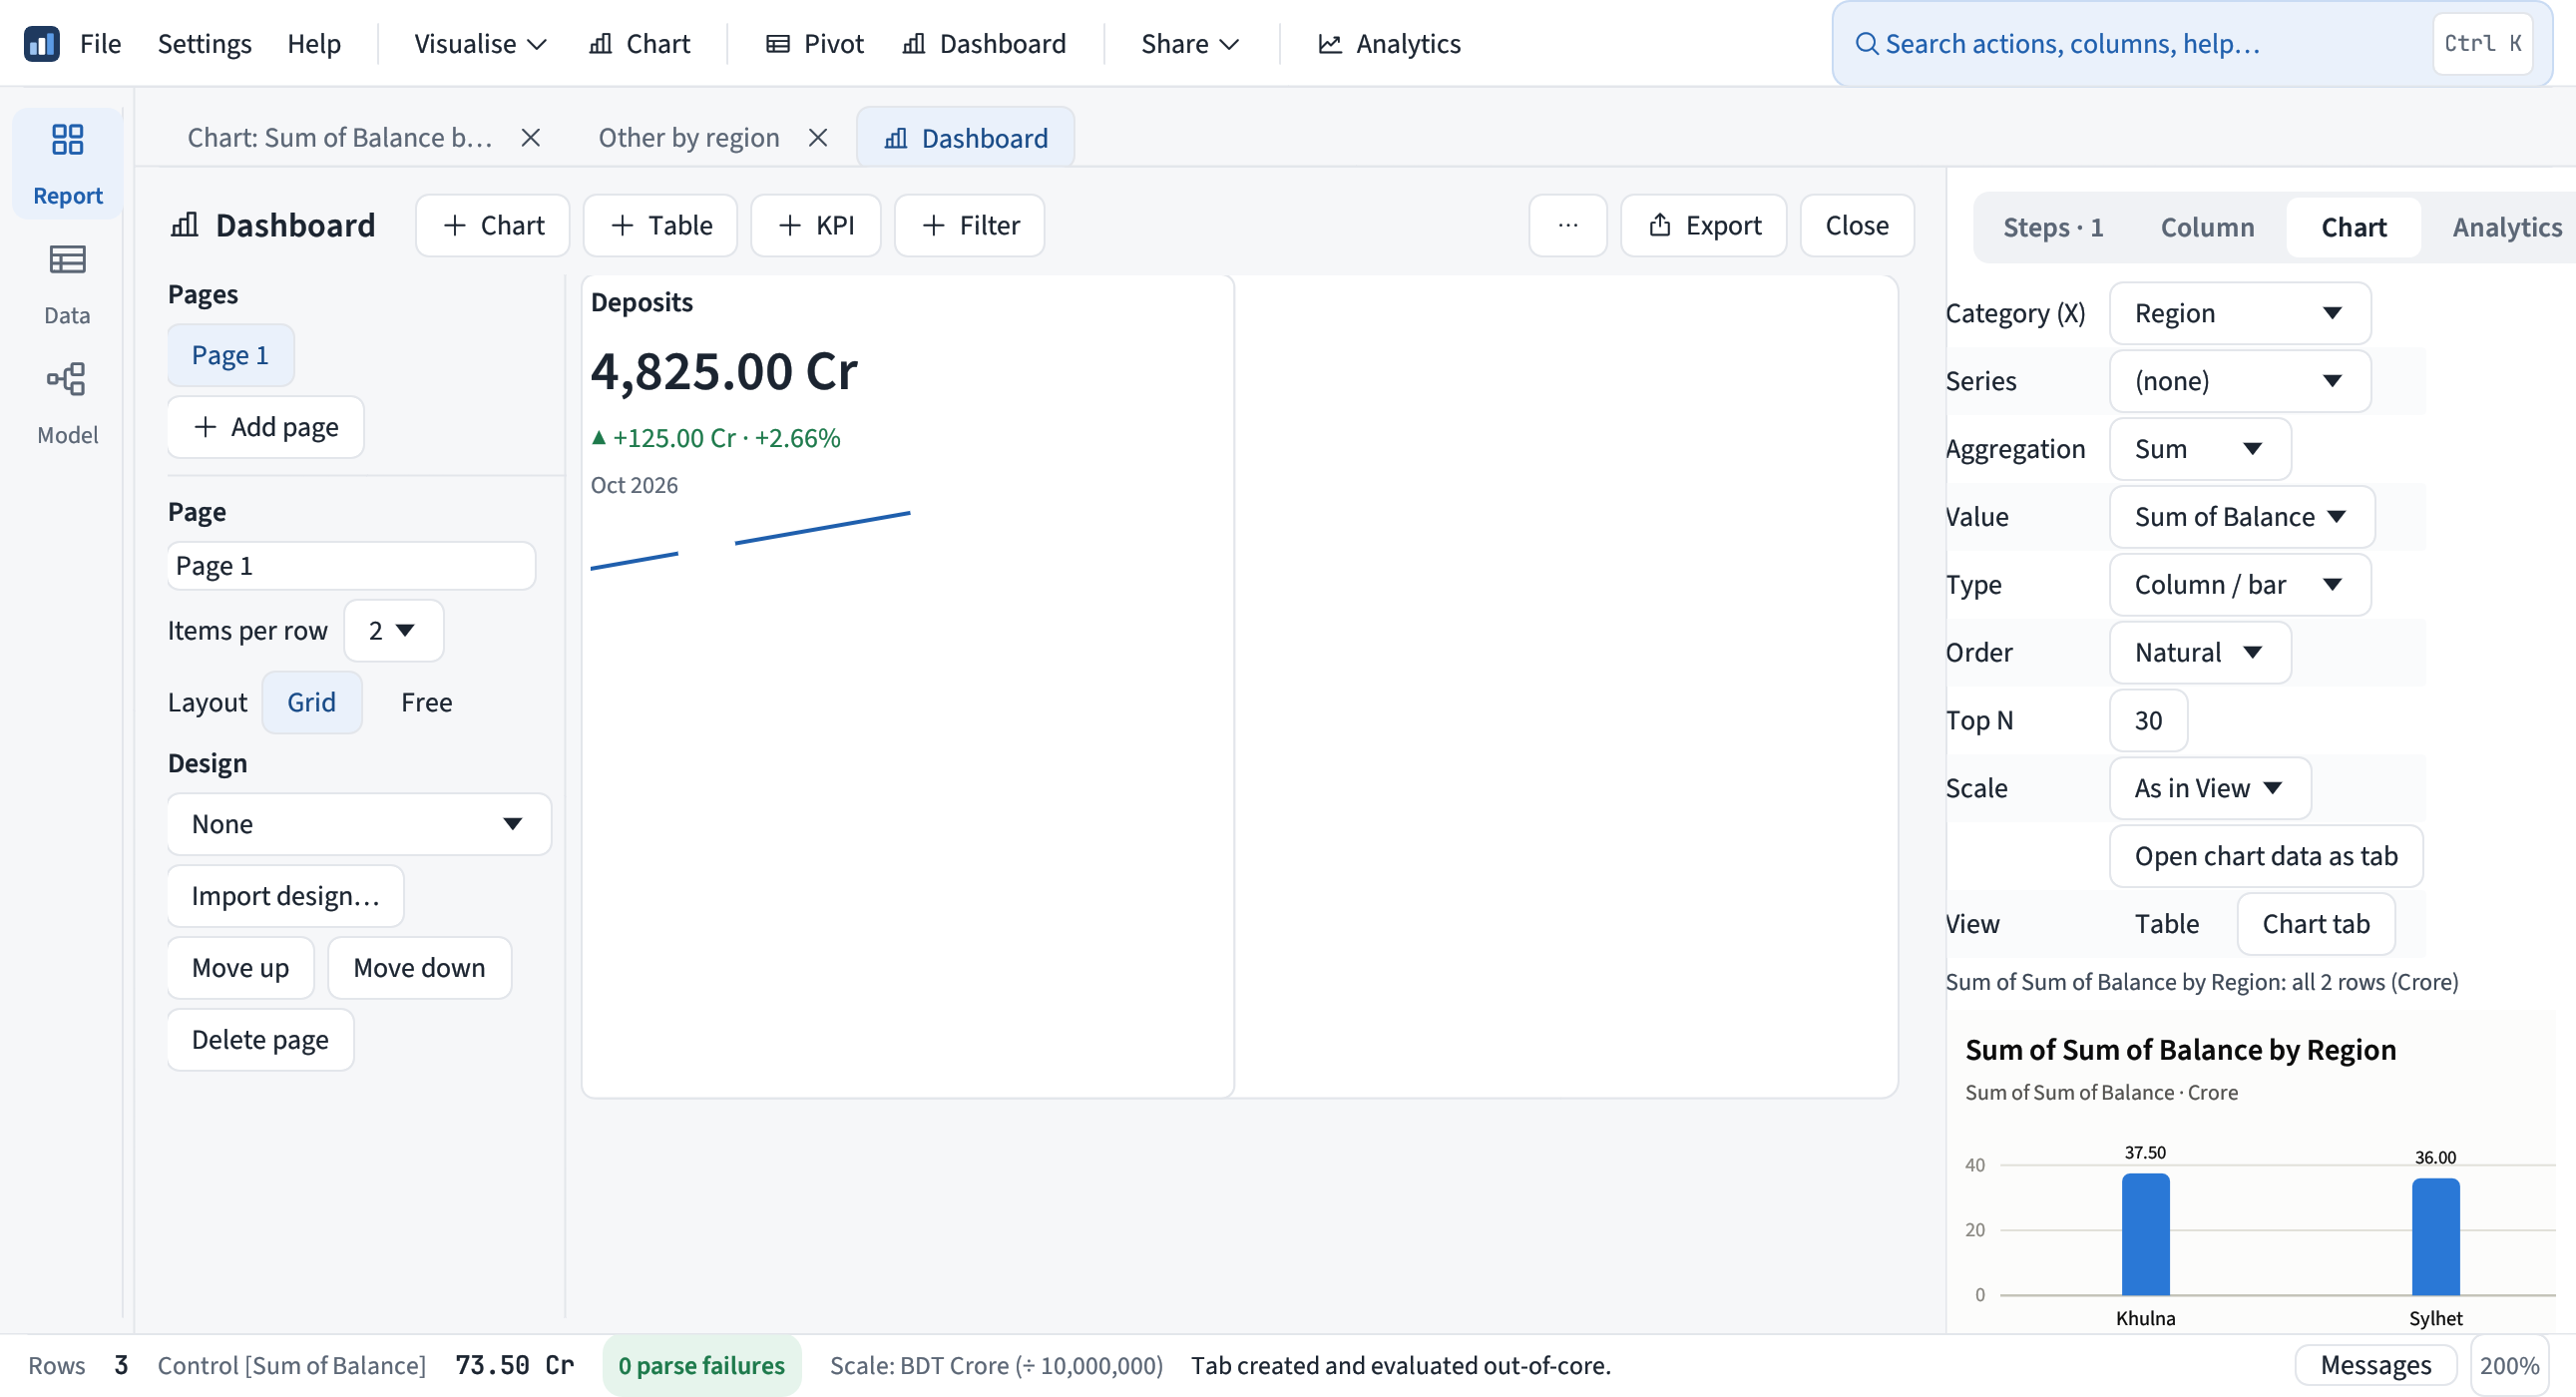 File Settings Help Visualise Chart Pivot Dashboard Share Analytics Search actions, columns, help… Ctrl K
Chart: Sum of Balance b… Other by region Dashboard
Report
Data
Model
Dashboard + Chart + Table + KPI + Filter … Export Close
Pages
Page 1
+ Add page
Page
Page 1
Items per row 2
Layout Grid Free
Design
None
Import design…
Move up Move down
Delete page
Deposits
4,825.00 Cr
▲ +125.00 Cr · +2.66%
Oct 2026
Steps · 1 Column Chart Analytics
Category (X) Region
Series (none)
Aggregation Sum
Value Sum of Balance
Type Column / bar
Order Natural
Top N 30
Scale As in View
Open chart data as tab
View Table Chart tab
Sum of Sum of Balance by Region: all 2 rows (Crore)
Sum of Sum of Balance by Region
Sum of Sum of Balance · Crore
37.50 36.00
40
20
0
Khulna Sylhet
Rows 3 Control [Sum of Balance] 73.50 Cr 0 parse failures Scale: BDT Crore (÷ 10,000,000) Tab created and evaluated out-of-core. Messages 200%